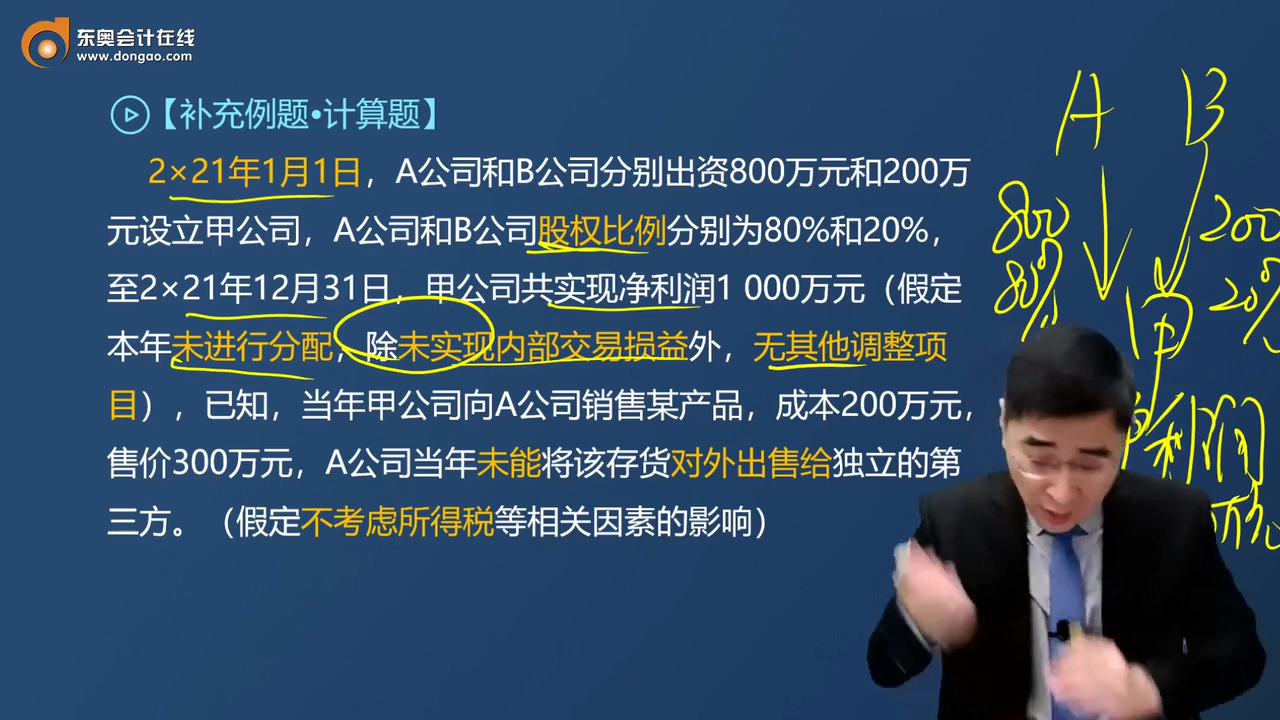 东奥会计在线
www.dongao.com
【补充例题•计算题】
2×21年1月1日，A公司和B公司分别出资800万元和200万
元设立甲公司，A公司和B公司股权比例分别为80%和20%，
至2×21年12月31日，甲公司共实现净利润1 000万元（假定
本年未进行分配，除未实现内部交易损益外，无其他调整项
目），已知，当年甲公司向A公司销售某产品，成本200万元，
售价300万元，A公司当年未能将该存货对外出售给独立的第
三方。（假定不考虑所得税等相关因素的影响）
A B
800 200
80% 20%
甲
利润
万元